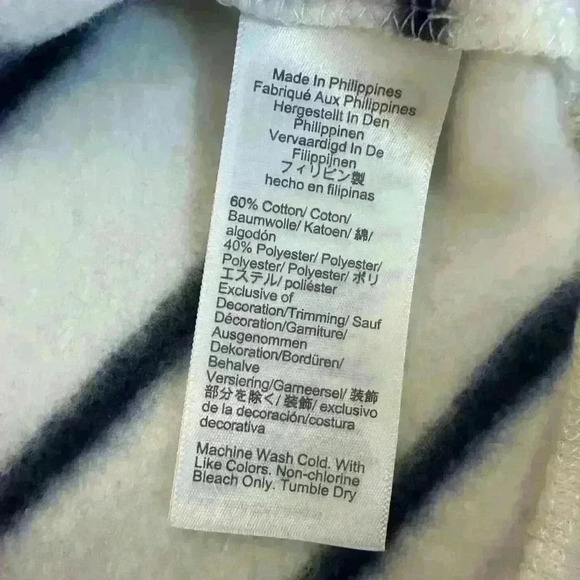 Made In Philippines
Fabriqué Aux Philippines
Hergestellt In Den
Philippinen
Vervaardigd In De
Filippijnen
フィリピン製
hecho en filipinas
60% Cotton/ Coton/
Baumwolle/ Katoen/ 綿/
algodón
40% Polyester/ Polyester/
Polyester/ Polyester/ ポリ
エステル/ poliéster
Exclusive of
Decoration/Trimming/ Sauf
Décoration/Garniture/
Ausgenommen
Dekoration/Bordüren/
Behalve
Versiering/Garneersel/ 装飾
部分を除く/ 装飾/ exclusivo
de la decoración/costura
decorativa
Machine Wash Cold. With
Like Colors. Non-chlorine
Bleach Only. Tumble Dry